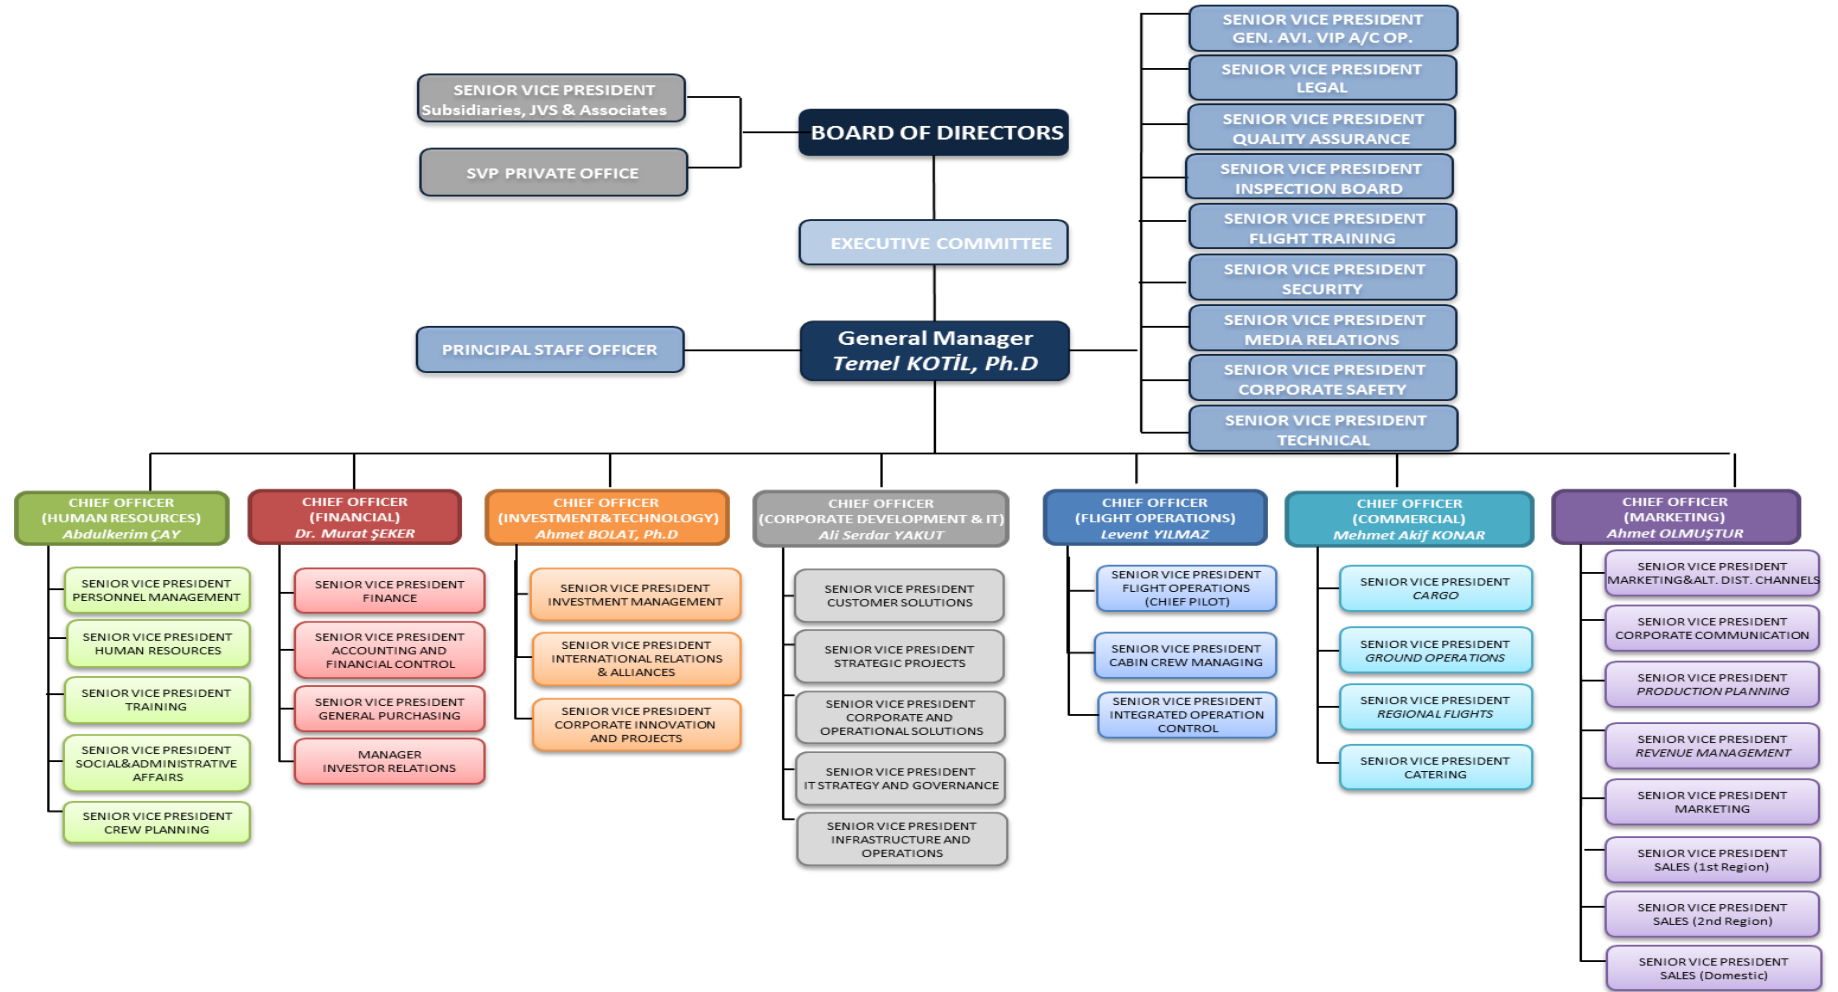 SENIOR VICE PRESIDENT
Subsidiaries, JVS & Associates
SVP PRIVATE OFFICE
BOARD OF DIRECTORS
EXECUTIVE COMMITTEE
PRINCIPAL STAFF OFFICER
General Manager
Temel KOTİL, Ph.D
SENIOR VICE PRESIDENT
GEN. AVI. VIP A/C OP.
SENIOR VICE PRESIDENT
LEGAL
SENIOR VICE PRESIDENT
QUALITY ASSURANCE
SENIOR VICE PRESIDENT
INSPECTION BOARD
SENIOR VICE PRESIDENT
FLIGHT TRAINING
SENIOR VICE PRESIDENT
SECURITY
SENIOR VICE PRESIDENT
MEDIA RELATIONS
SENIOR VICE PRESIDENT
CORPORATE SAFETY
SENIOR VICE PRESIDENT
TECHNICAL
CHIEF OFFICER
(HUMAN RESOURCES)
Abdulkerim ÇAY
SENIOR VICE PRESIDENT
PERSONNEL MANAGEMENT
SENIOR VICE PRESIDENT
HUMAN RESOURCES
SENIOR VICE PRESIDENT
TRAINING
SENIOR VICE PRESIDENT
SOCIAL&ADMINISTRATIVE
AFFAIRS
SENIOR VICE PRESIDENT
CREW PLANNING
CHIEF OFFICER
(FINANCIAL)
Dr. Murat ŞEKER
SENIOR VICE PRESIDENT
FINANCE
SENIOR VICE PRESIDENT
ACCOUNTING AND
FINANCIAL CONTROL
SENIOR VICE PRESIDENT
GENERAL PURCHASING
MANAGER
INVESTOR RELATIONS
CHIEF OFFICER
(INVESTMENT&TECHNOLOGY)
Ahmet BOLAT, Ph.D
SENIOR VICE PRESIDENT
INVESTMENT MANAGEMENT
SENIOR VICE PRESIDENT
INTERNATIONAL RELATIONS
& ALLIANCES
SENIOR VICE PRESIDENT
CORPORATE INNOVATION
AND PROJECTS
CHIEF OFFICER
(CORPORATE DEVELOPMENT & IT)
Ali Serdar YAKUT
SENIOR VICE PRESIDENT
CUSTOMER SOLUTIONS
SENIOR VICE PRESIDENT
STRATEGIC PROJECTS
SENIOR VICE PRESIDENT
CORPORATE AND
OPERATIONAL SOLUTIONS
SENIOR VICE PRESIDENT
IT STRATEGY AND GOVERNANCE
SENIOR VICE PRESIDENT
INFRASTRUCTURE AND
OPERATIONS
CHIEF OFFICER
(FLIGHT OPERATIONS)
Levent YILMAZ
SENIOR VICE PRESIDENT
FLIGHT OPERATIONS
(CHIEF PILOT)
SENIOR VICE PRESIDENT
CABIN CREW MANAGING
SENIOR VICE PRESIDENT
INTEGRATED OPERATION
CONTROL
CHIEF OFFICER
(COMMERCIAL)
Mehmet Akif KONAR
SENIOR VICE PRESIDENT
CARGO
SENIOR VICE PRESIDENT
GROUND OPERATIONS
SENIOR VICE PRESIDENT
REGIONAL FLIGHTS
SENIOR VICE PRESIDENT
CATERING
CHIEF OFFICER
(MARKETING)
Ahmet OLMUŞTUR
SENIOR VICE PRESIDENT
MARKETING&ALT. DIST. CHANNELS
SENIOR VICE PRESIDENT
CORPORATE COMMUNICATION
SENIOR VICE PRESIDENT
PRODUCTION PLANNING
SENIOR VICE PRESIDENT
REVENUE MANAGEMENT
SENIOR VICE PRESIDENT
MARKETING
SENIOR VICE PRESIDENT
SALES (1st Region)
SENIOR VICE PRESIDENT
SALES (2nd Region)
SENIOR VICE PRESIDENT
SALES (Domestic)